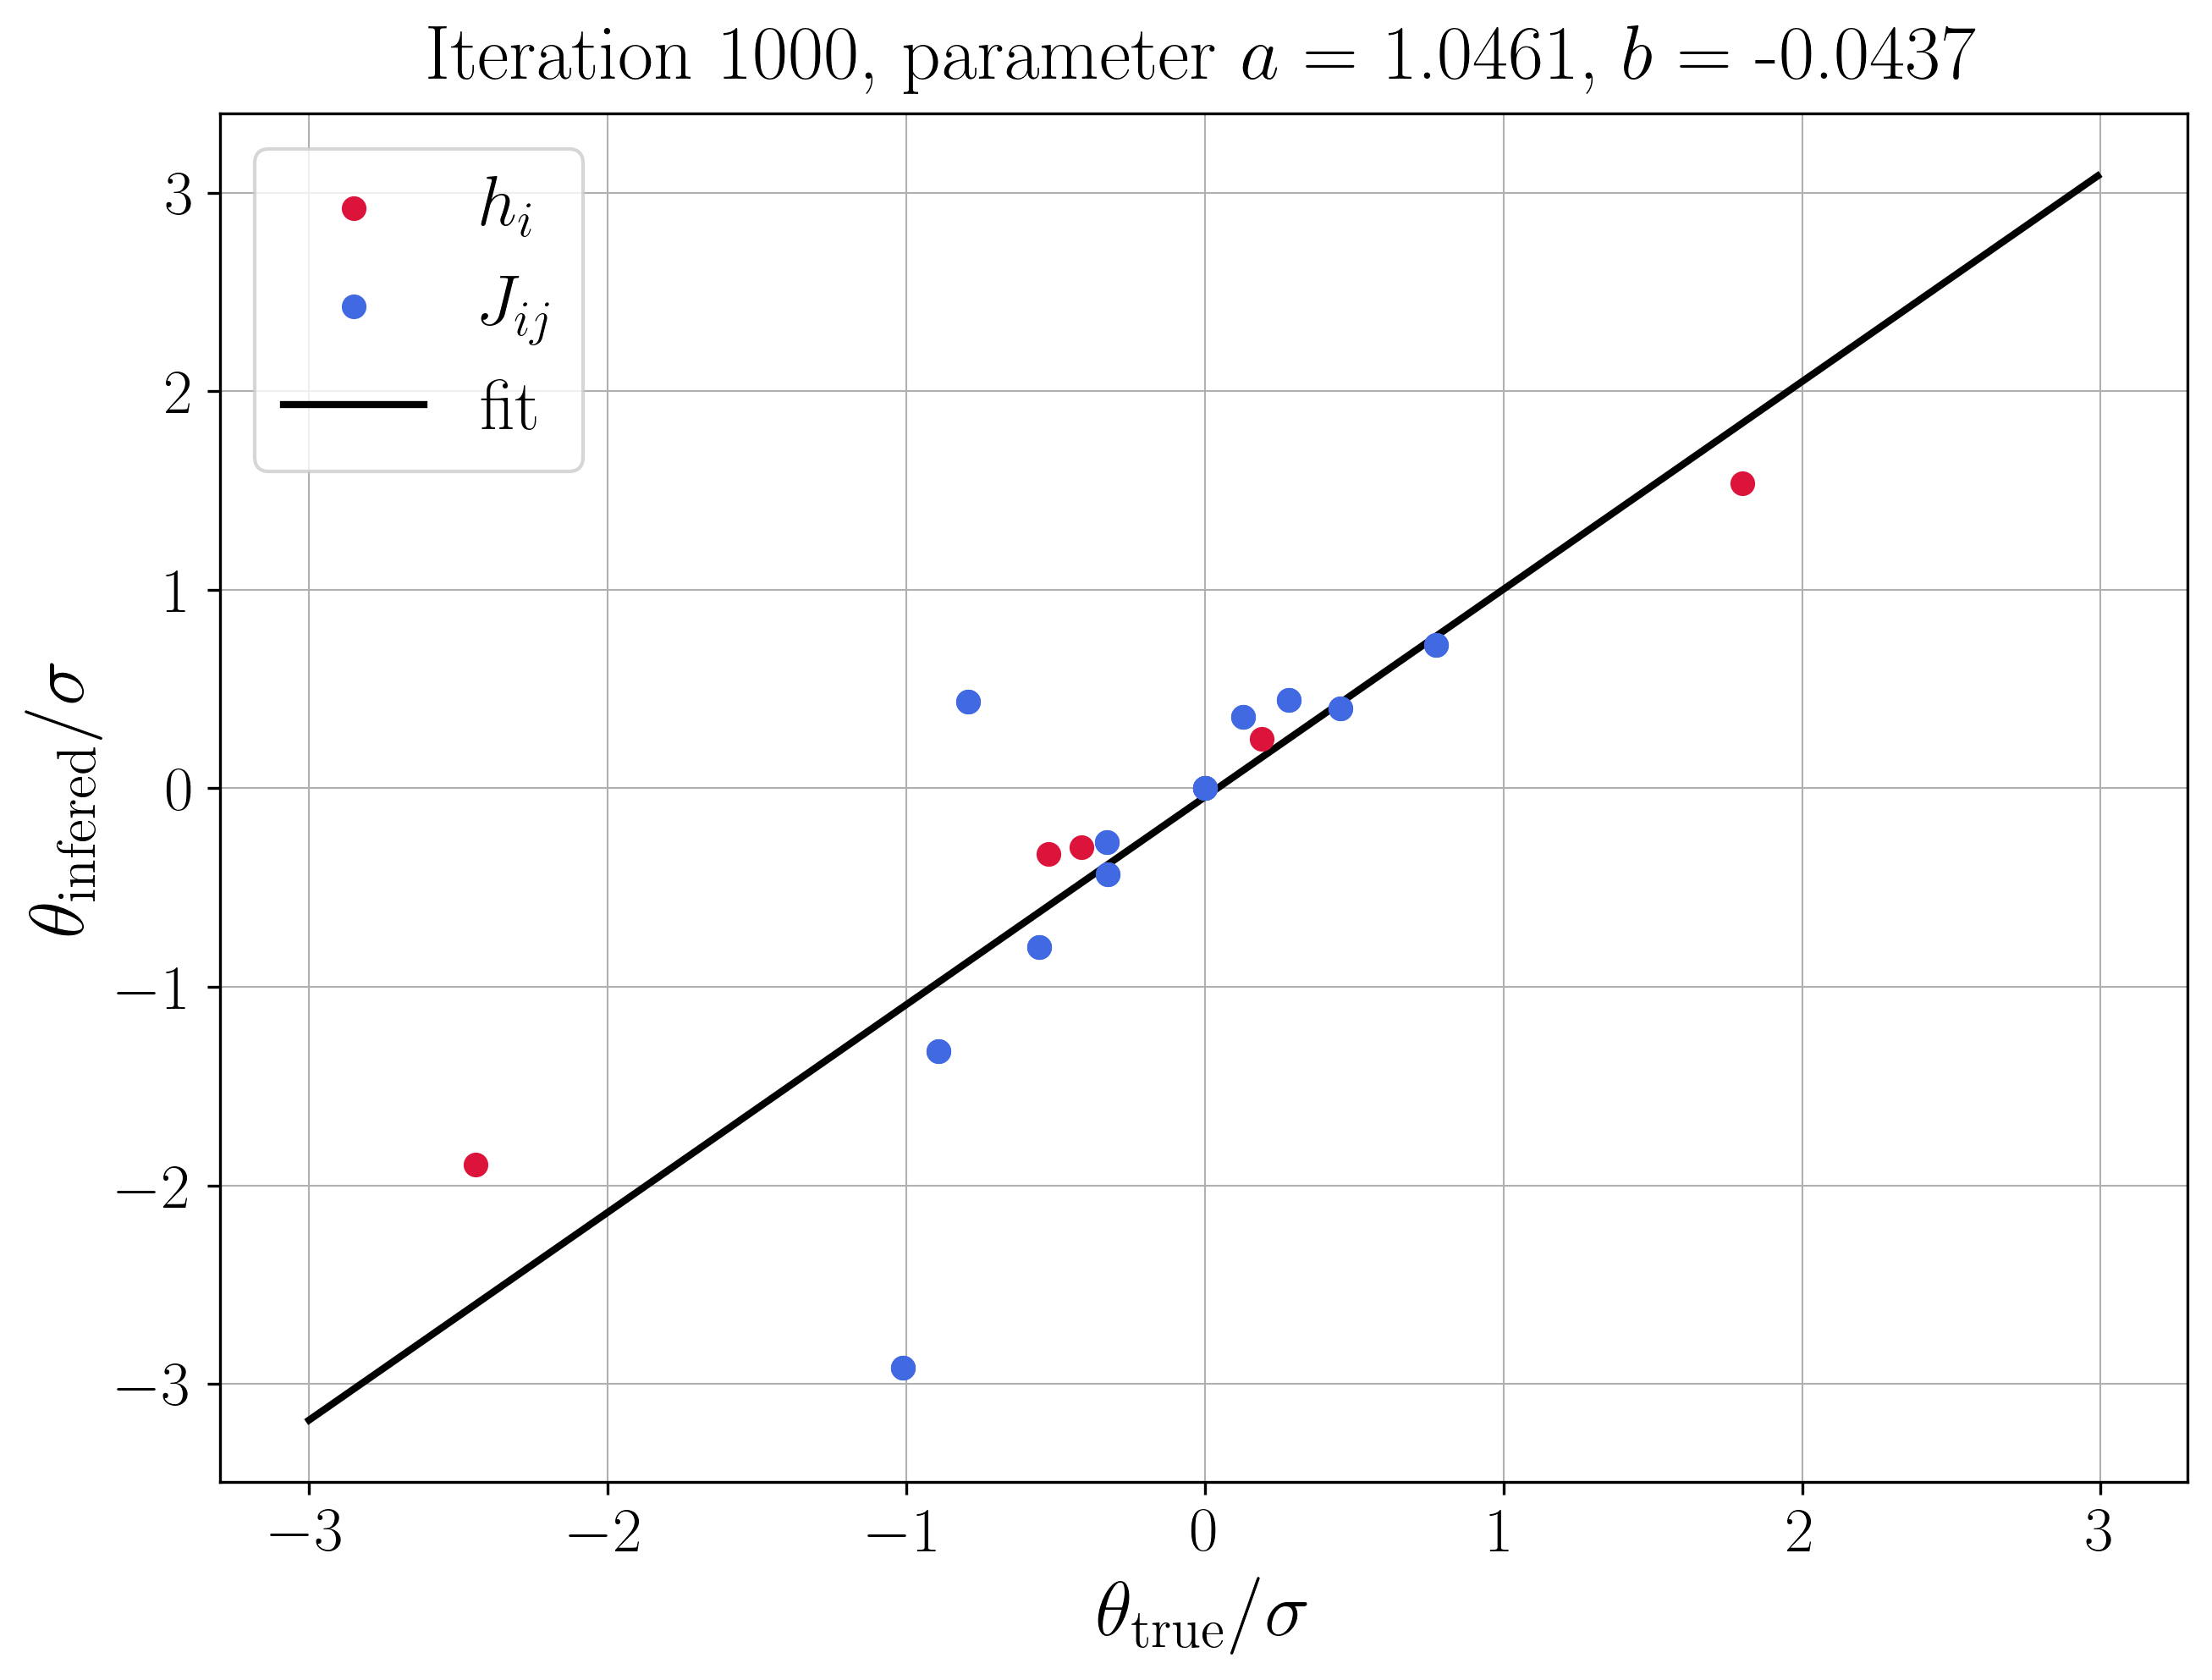 Iteration 1000, parameter a = 1.0461, b = -0.0437
h_i
J_ij
fit
3
2
1
0
−1
−2
−3
θ_infered/σ
−3 −2 −1 0 1 2 3
θ_true/σ